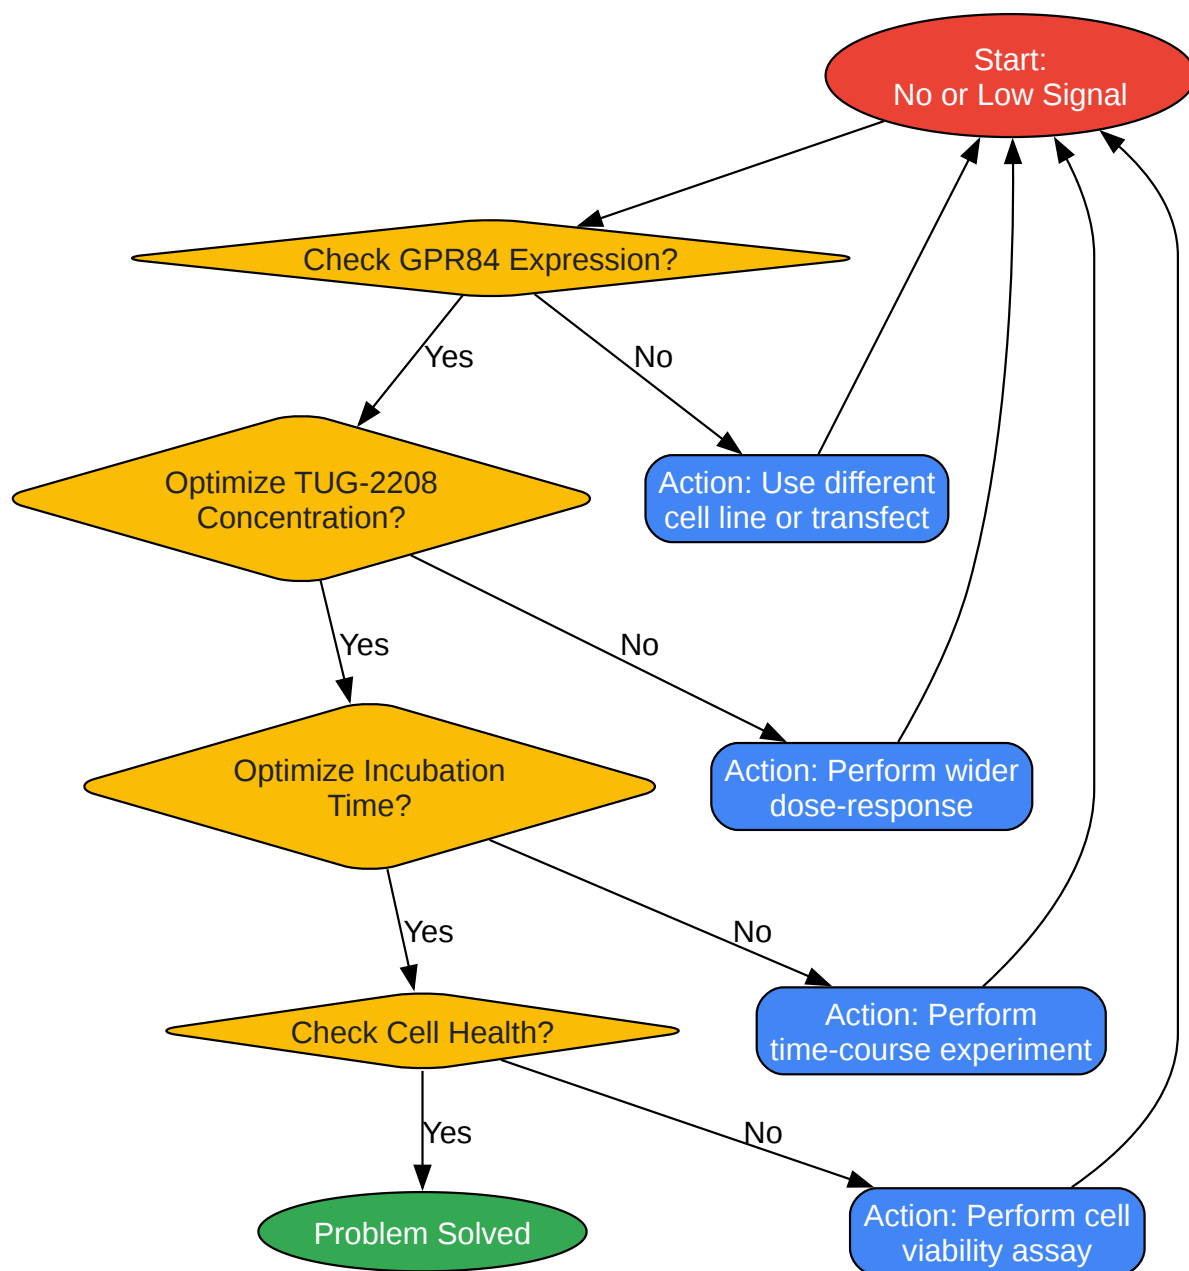 Start:
No or Low Signal
Check GPR84 Expression?
Yes
No
Optimize TUG-2208
Concentration?
Action: Use different
cell line or transfect
Yes
No
Optimize Incubation
Time?
Action: Perform wider
dose-response
Yes
No
Check Cell Health?
Action: Perform
time-course experiment
Yes
No
Problem Solved
Action: Perform cell
viability assay